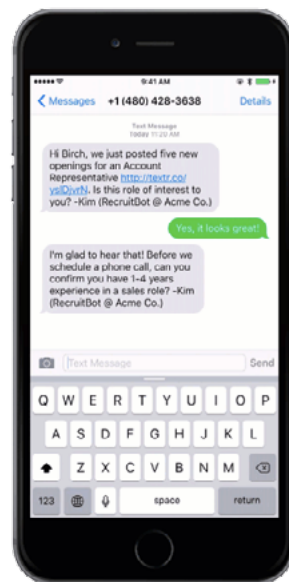 9:41 AM
Messages +1 (480) 428-3638 Details
Text Message
Today 11:20 AM
Hi Birch, we just posted five new
openings for an Account
Representative http://textr.co/
vslDjvrN. Is this role of interest to
you? -Kim (RecruitBot @ Acme Co.)
Yes, it looks great!
I'm glad to hear that! Before we
schedule a phone call, can you
confirm you have 1-4 years
experience in a sales role? -Kim
(RecruitBot @ Acme Co.)
Text Message Send
Q W E R T Y U I O P
A S D F G H J K L
Z X C V B N M
123 space return